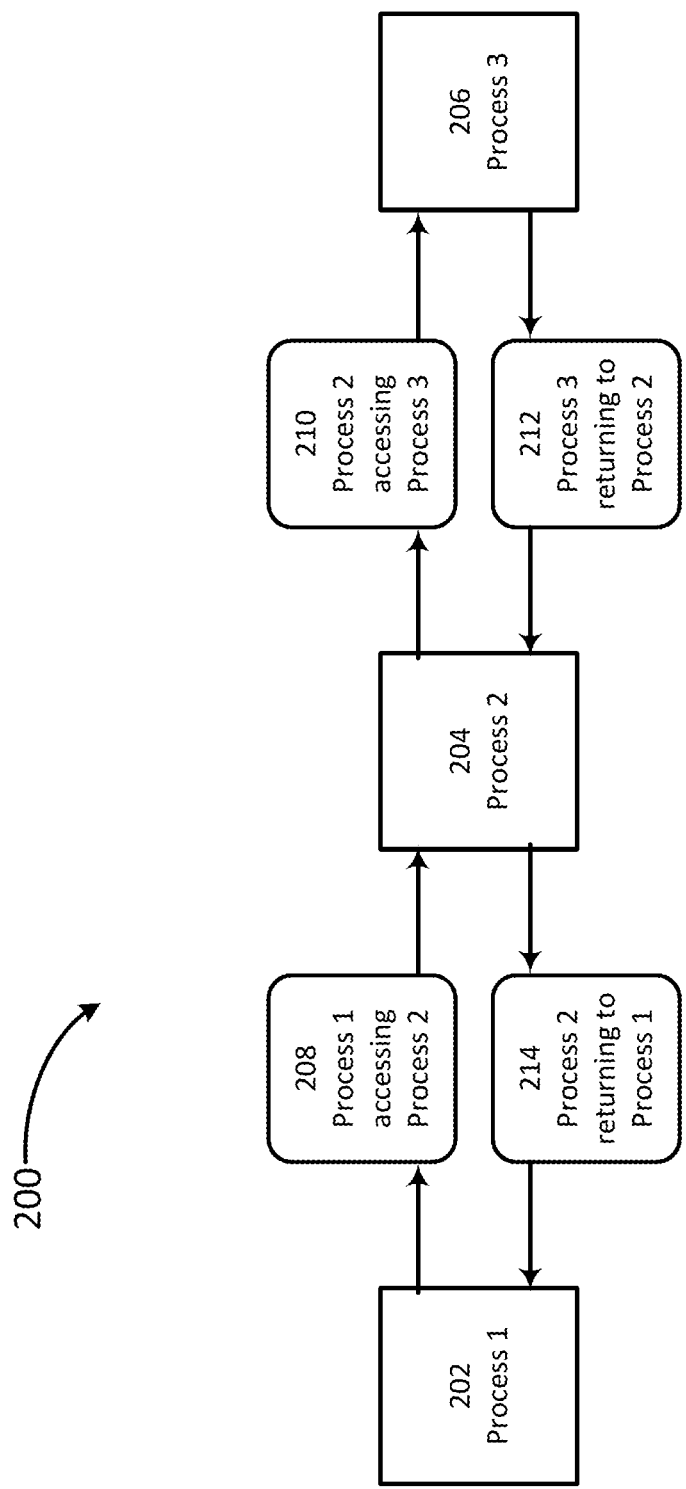 200
202
Process 1
208
Process 1
accessing
Process 2
214
Process 2
returning to
Process 1
204
Process 2
210
Process 2
accessing
Process 3
212
Process 3
returning to
Process 2
206
Process 3